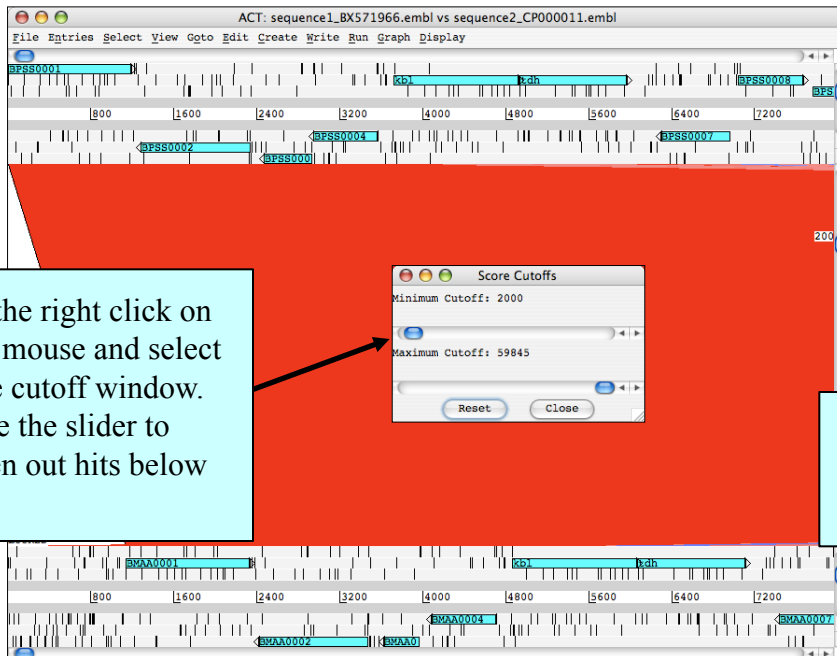 ACT: sequence1_BX571966.embl vs sequence2_CP000011.embl
File Entries Select View Goto Edit Create Write Run Graph Display
BPSS0001
kbl tdh BPSS0008
BPS
800 1600 2400 3200 4000 4800 5600 6400 7200
BPSS0004 BPSS0007
BPSS0002
BPSS000
200
Score Cutoffs
Minimum Cutoff: 2000
Maximum Cutoff: 59845
Reset Close
the right click on
mouse and select
e cutoff window.
e the slider to
en out hits below
BMAA0001 kbl tdh
800 1600 2400 3200 4000 4800 5600 6400 7200
BMAA0004 BMAA0007
BMAA0002 BMAA0